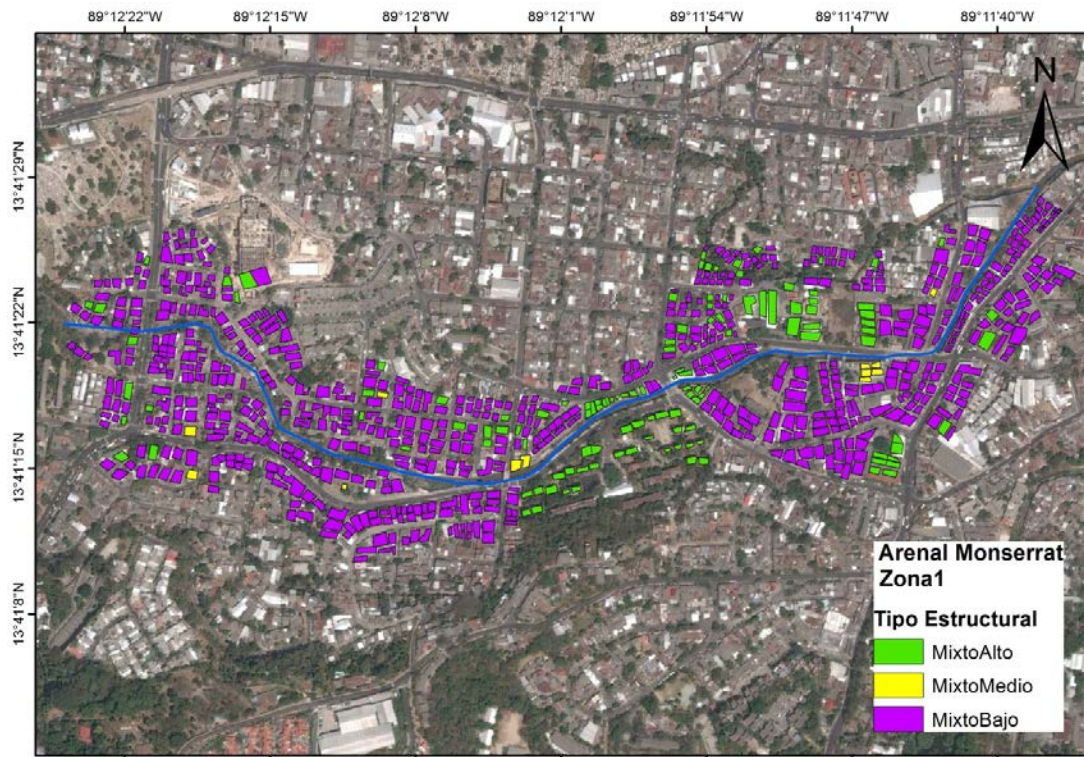 89°12'22"W 89°12'15"W 89°12'8"W 89°12'1"W 89°11'54"W 89°11'47"W 89°11'40"W
N
13°41'29"N
13°41'22"N
13°41'15"N
13°41'8"N
Arenal Monserrat
Zona1
Tipo Estructural
MixtoAlto
MixtoMedio
MixtoBajo